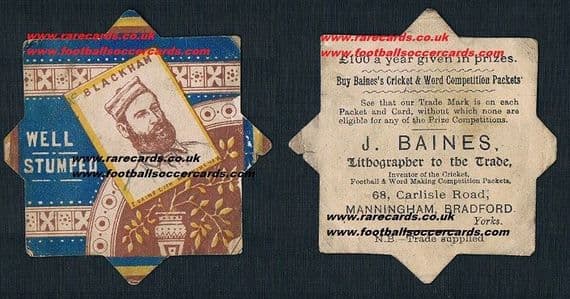 www.rarecards.co.uk
www.footballsoccercards.com
BLACKHAM
WELL
STUMPED
www.rarecards.co.uk
www.footballsoccercards.com
www.rarecards.co.uk
www.footballsoccercards.com
£100 a year given in prizes.
Buy Baines's Cricket & Word Competition Packets
See that our Trade Mark is on each
Packet and Card, without which none are
eligible for any of the Prize Competitions.
J. BAINES,
Lithographer to the Trade,
Inventor of the Cricket,
Football & Word Making Competition Packets,
68, Carlisle Road,
MANNINGHAM, BRADFORD
Yorks.
www.rarecards.co.uk
www.footballsoccercards.com
N.B.—Trade supplied